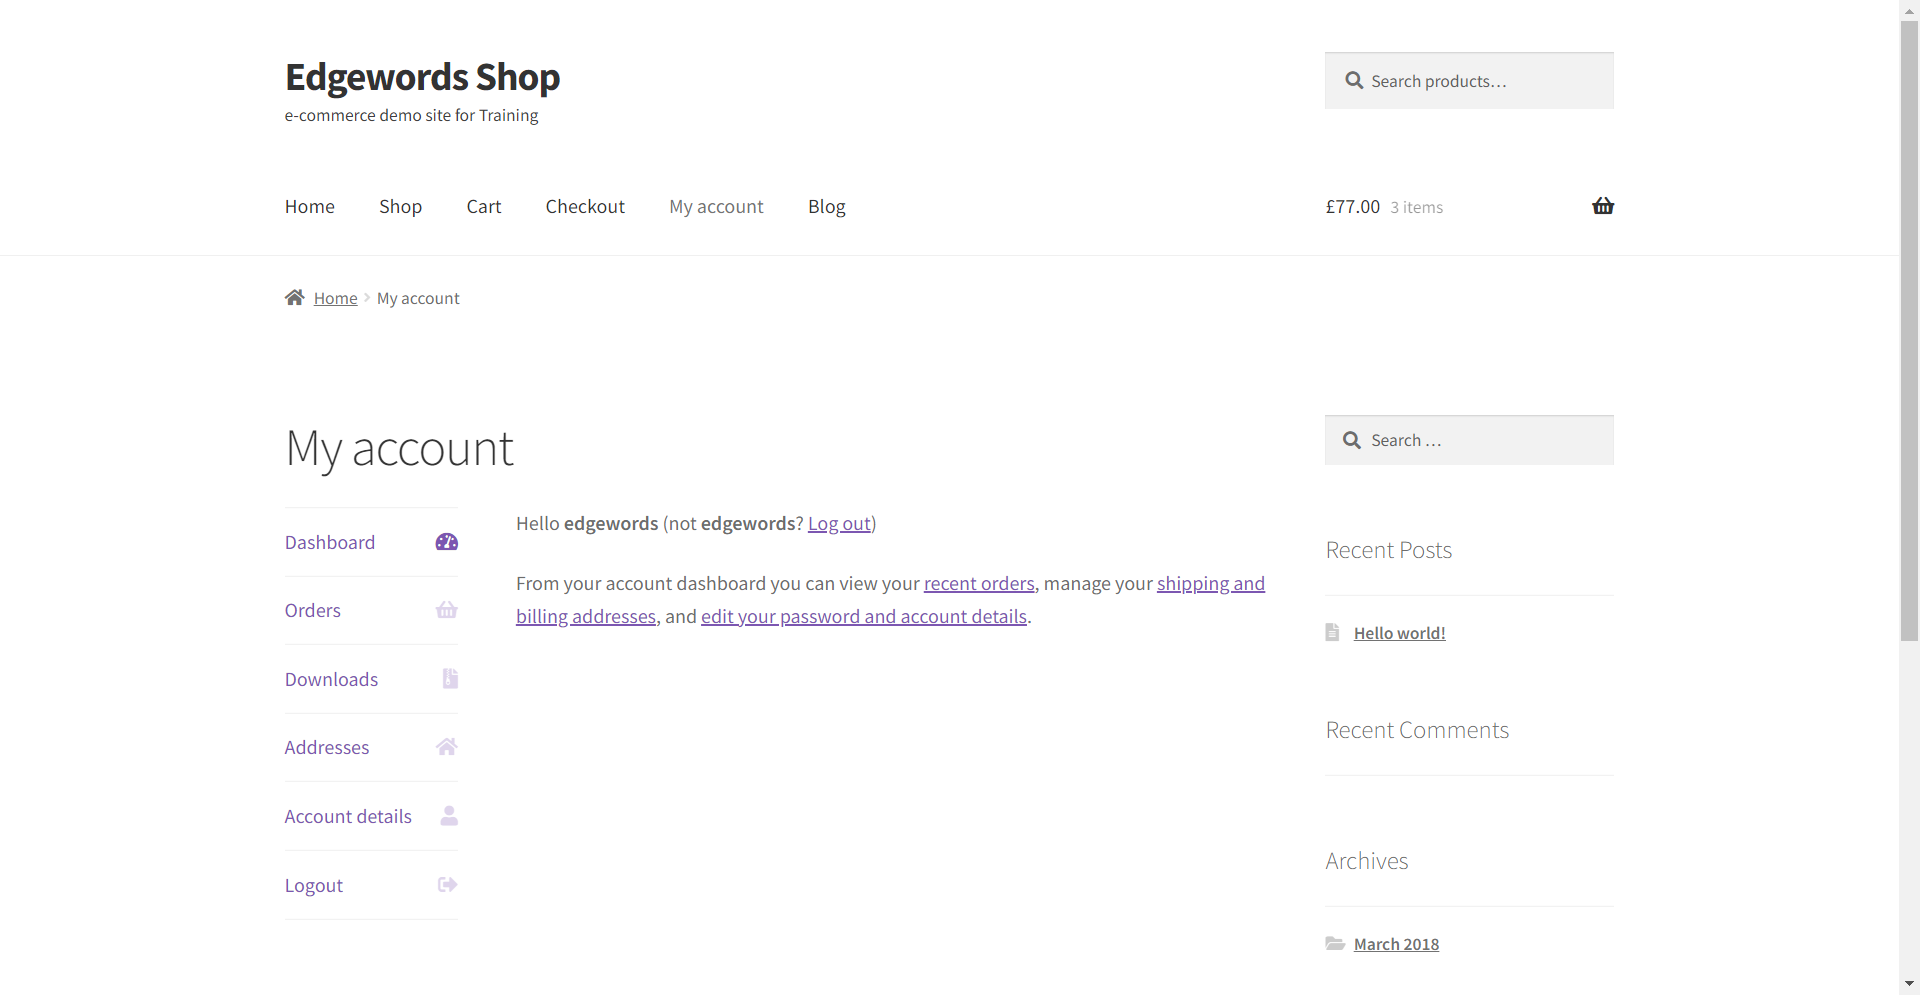 Edgewords Shop
e-commerce demo site for Training
Search products…
Home
Shop
Cart
Checkout
My account
Blog
£77.00 3 items
Home
My account
My account
Dashboard
Orders
Downloads
Addresses
Account details
Logout
Hello edgewords (not edgewords? Log out)
From your account dashboard you can view your recent orders, manage your shipping and
billing addresses, and edit your password and account details.
Search …
Recent Posts
Hello world!
Recent Comments
Archives
March 2018